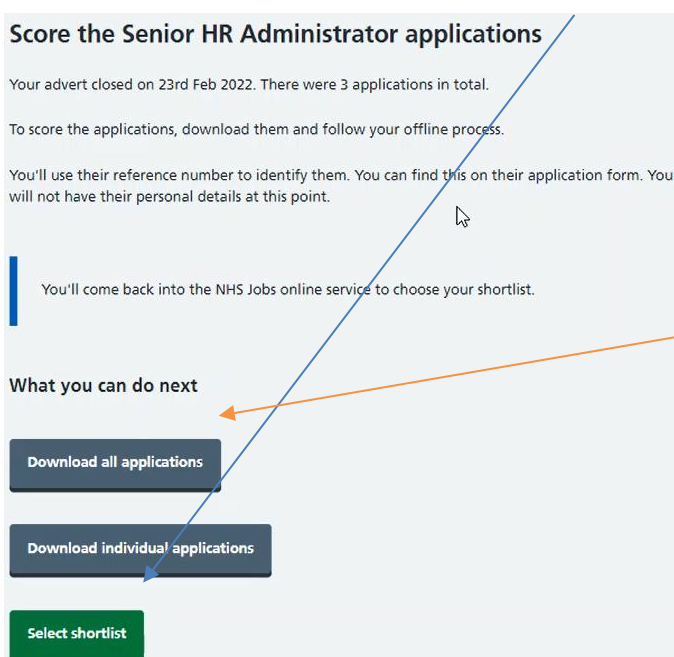 Score the Senior HR Administrator applications
Your advert closed on 23rd Feb 2022. There were 3 applications in total.
To score the applications, download them and follow your offline process.
You'll use their reference number to identify them. You can find this on their application form. You
will not have their personal details at this point.
You'll come back into the NHS Jobs online service to choose your shortlist.
What you can do next
Download all applications
Download individual applications
Select shortlist